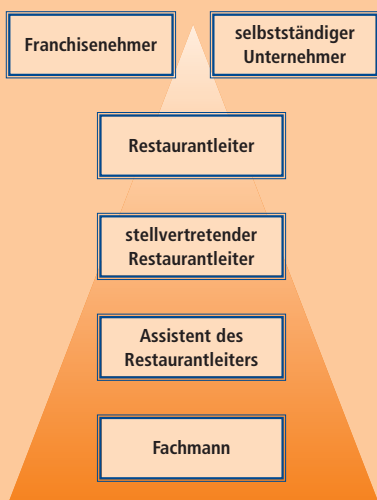 Franchisenehmer
selbstständiger
Unternehmer
Restaurantleiter
stellvertretender
Restaurantleiter
Assistent des
Restaurantleiters
Fachmann